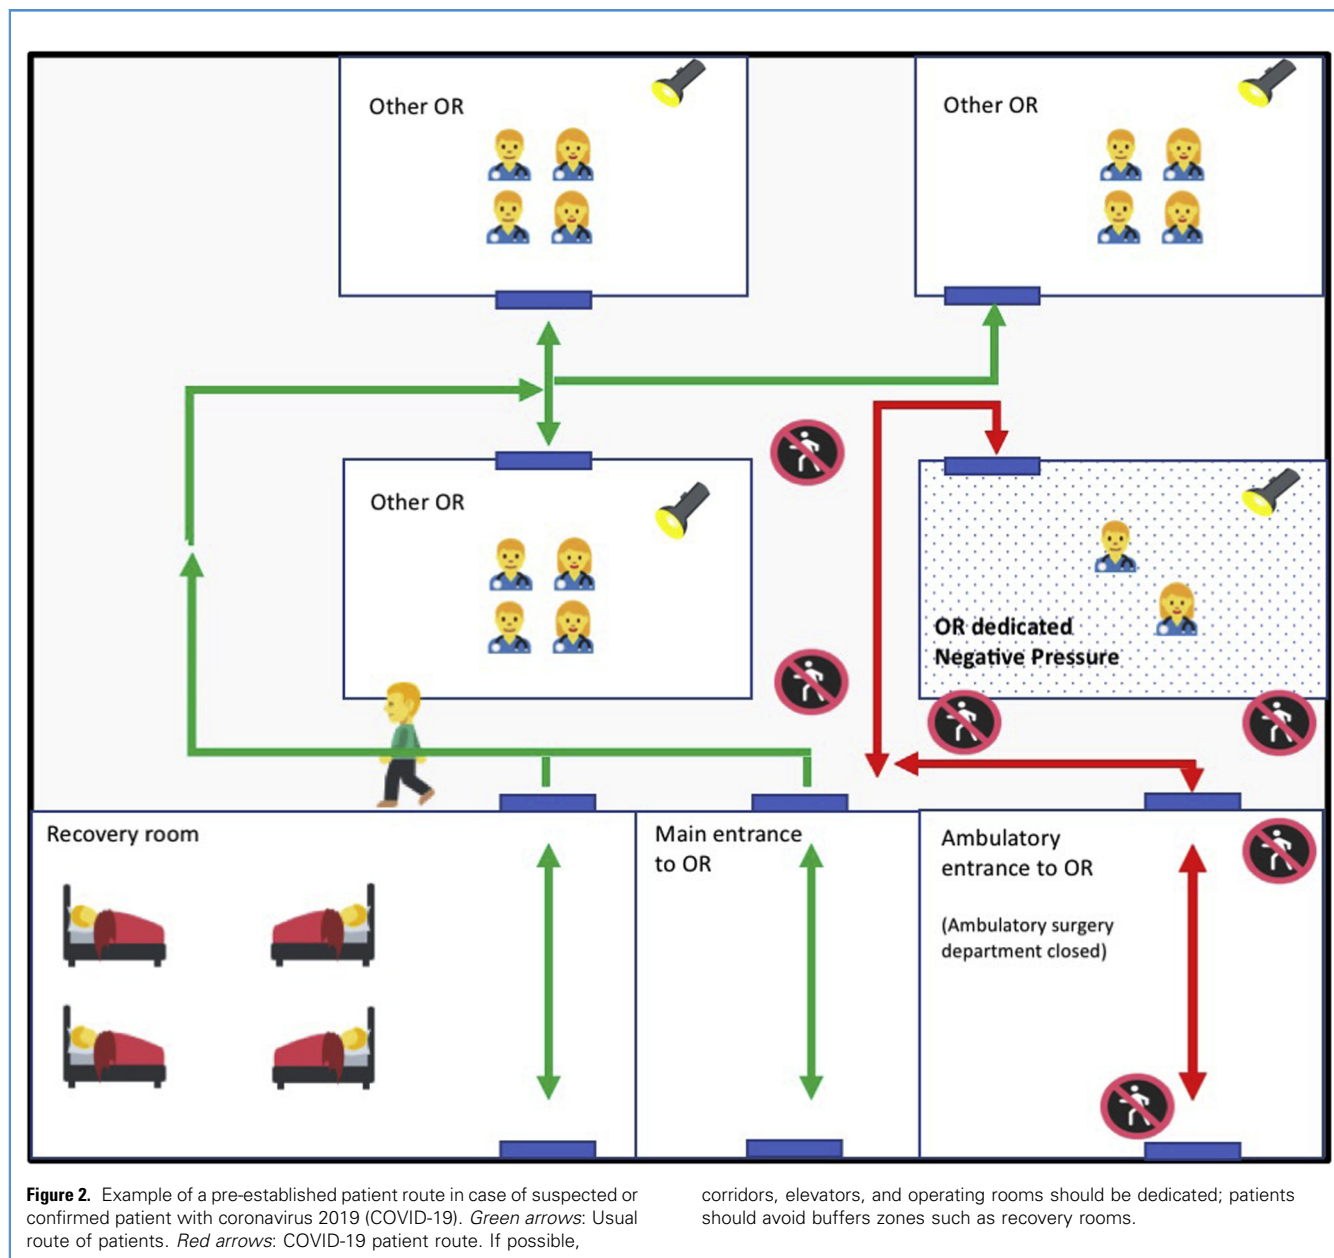 Other OR
Other OR
Other OR
OR dedicated
Negative Pressure
Recovery room
Main entrance
to OR
Ambulatory
entrance to OR
(Ambulatory surgery
department closed)
Figure 2. Example of a pre-established patient route in case of suspected or
confirmed patient with coronavirus 2019 (COVID-19). Green arrows: Usual
route of patients. Red arrows: COVID-19 patient route. If possible,
corridors, elevators, and operating rooms should be dedicated; patients
should avoid buffers zones such as recovery rooms.